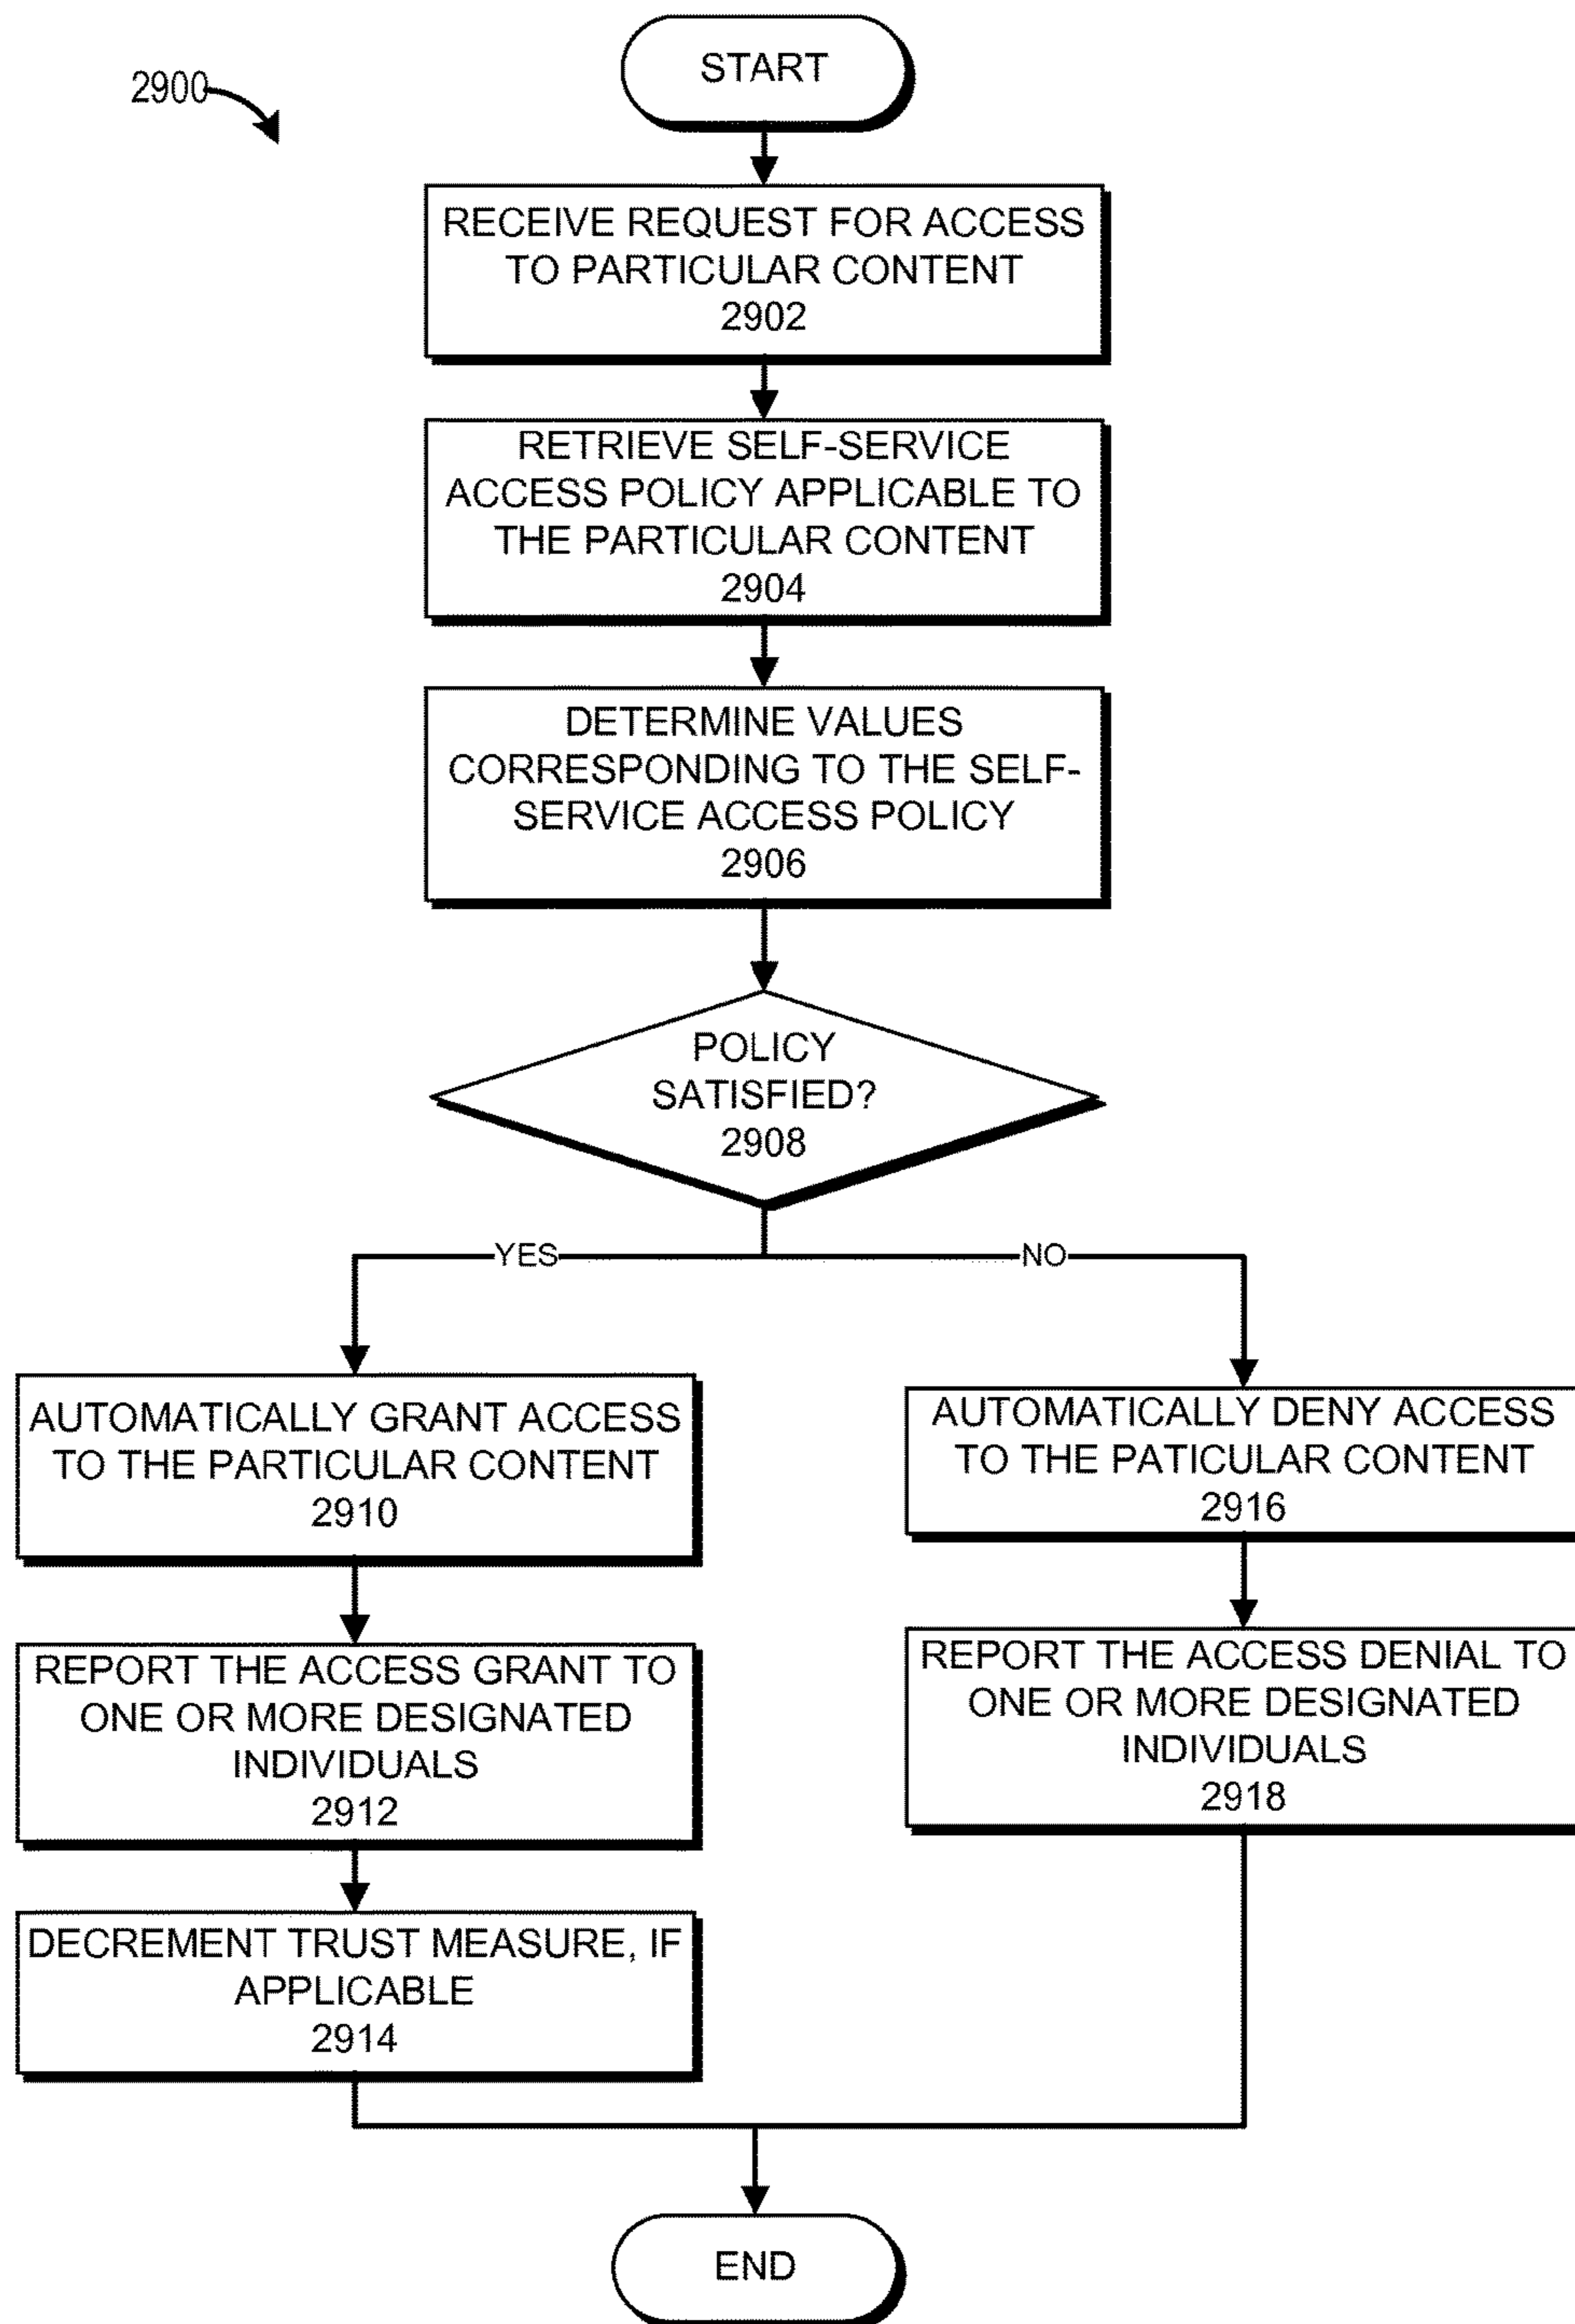 2900
START
RECEIVE REQUEST FOR ACCESS
TO PARTICULAR CONTENT
2902
RETRIEVE SELF-SERVICE
ACCESS POLICY APPLICABLE TO
THE PARTICULAR CONTENT
2904
DETERMINE VALUES
CORRESPONDING TO THE SELF-
SERVICE ACCESS POLICY
2906
POLICY
SATISFIED?
2908
YES
NO
AUTOMATICALLY GRANT ACCESS
TO THE PARTICULAR CONTENT
2910
REPORT THE ACCESS GRANT TO
ONE OR MORE DESIGNATED
INDIVIDUALS
2912
DECREMENT TRUST MEASURE, IF
APPLICABLE
2914
AUTOMATICALLY DENY ACCESS
TO THE PATICULAR CONTENT
2916
REPORT THE ACCESS DENIAL TO
ONE OR MORE DESIGNATED
INDIVIDUALS
2918
END